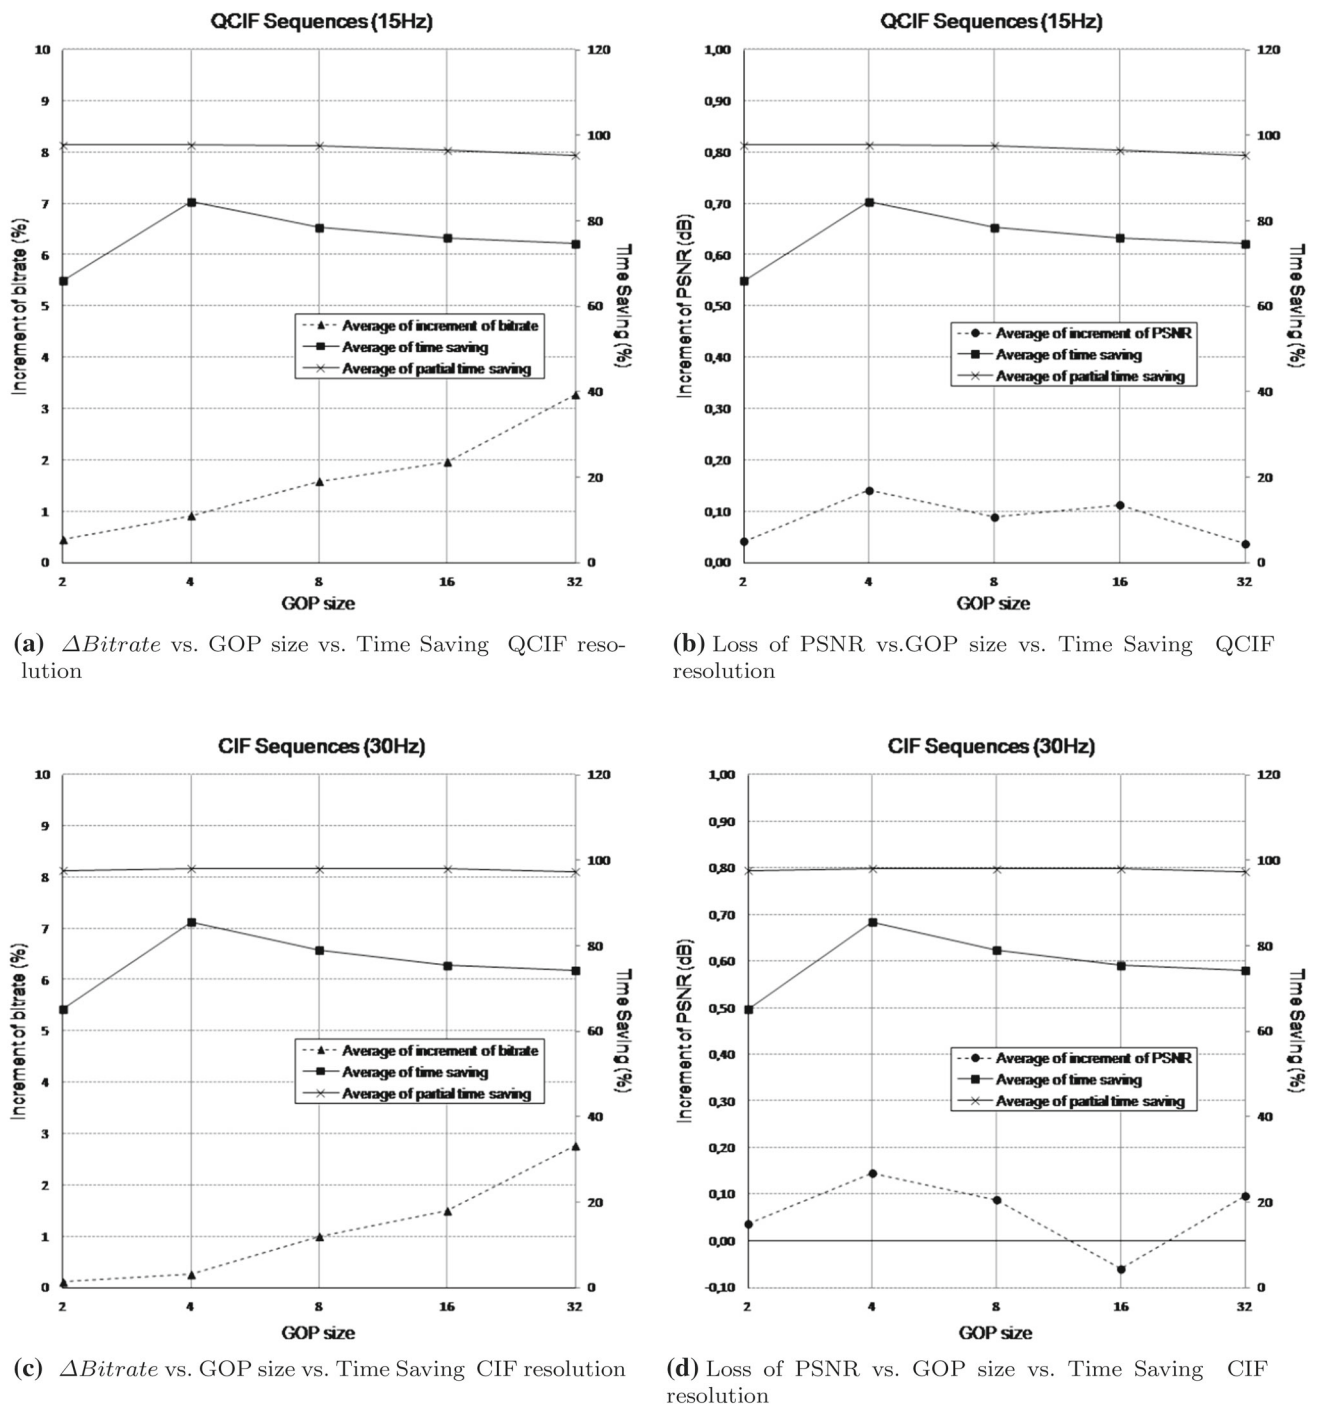 QCIF Sequences (15Hz)
10
9
8
7
6
5
4
3
2
1
0
120
100
80
60
40
20
0
Increment of bitrate (%)
Time Saving (%)
Average of increment of bitrate
Average of time saving
Average of partial time saving
2 4 8 16 32
GOP size
(a) ΔBitrate vs. GOP size vs. Time Saving QCIF reso-
lution
QCIF Sequences (15Hz)
1,00
0,90
0,80
0,70
0,60
0,50
0,40
0,30
0,20
0,10
0,00
120
100
80
60
40
20
0
Increment of PSNR (dB)
Time Saving (%)
Average of increment of PSNR
Average of time saving
Average of partial time saving
2 4 8 16 32
GOP size
(b) Loss of PSNR vs.GOP size vs. Time Saving QCIF
resolution
CIF Sequences (30Hz)
10
9
8
7
6
5
4
3
2
1
0
120
100
80
60
40
20
0
Increment of bitrate (%)
Time Saving (%)
Average of increment of bitrate
Average of time saving
Average of partial time saving
2 4 8 16 32
GOP size
(c) ΔBitrate vs. GOP size vs. Time Saving CIF resolution
CIF Sequences (30Hz)
1,00
0,90
0,80
0,70
0,60
0,50
0,40
0,30
0,20
0,10
0,00
-0,10
120
100
80
60
40
20
0
Increment of PSNR (dB)
Time Saving (%)
Average of increment of PSNR
Average of time saving
Average of partial time saving
2 4 8 16 32
GOP size
(d) Loss of PSNR vs. GOP size vs. Time Saving CIF
resolution